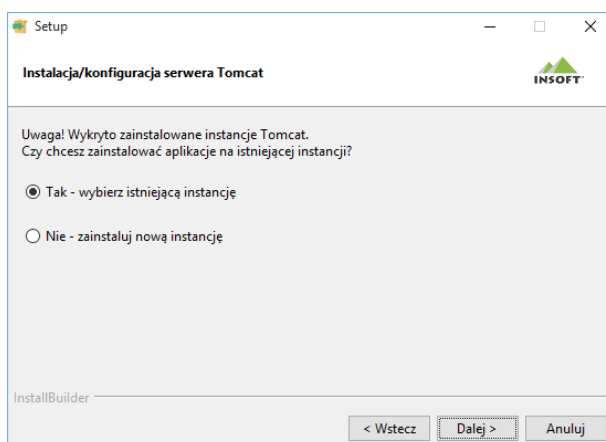 Setup
Instalacja/konfiguracja serwera Tomcat
INSOFT
Uwaga! Wykryto zainstalowane instancje Tomcat.
Czy chcesz zainstalować aplikacje na istniejącej instancji?
Tak - wybierz istniejącą instancję
Nie - zainstaluj nową instancję
InstallBuilder
< Wstecz
Dalej >
Anuluj